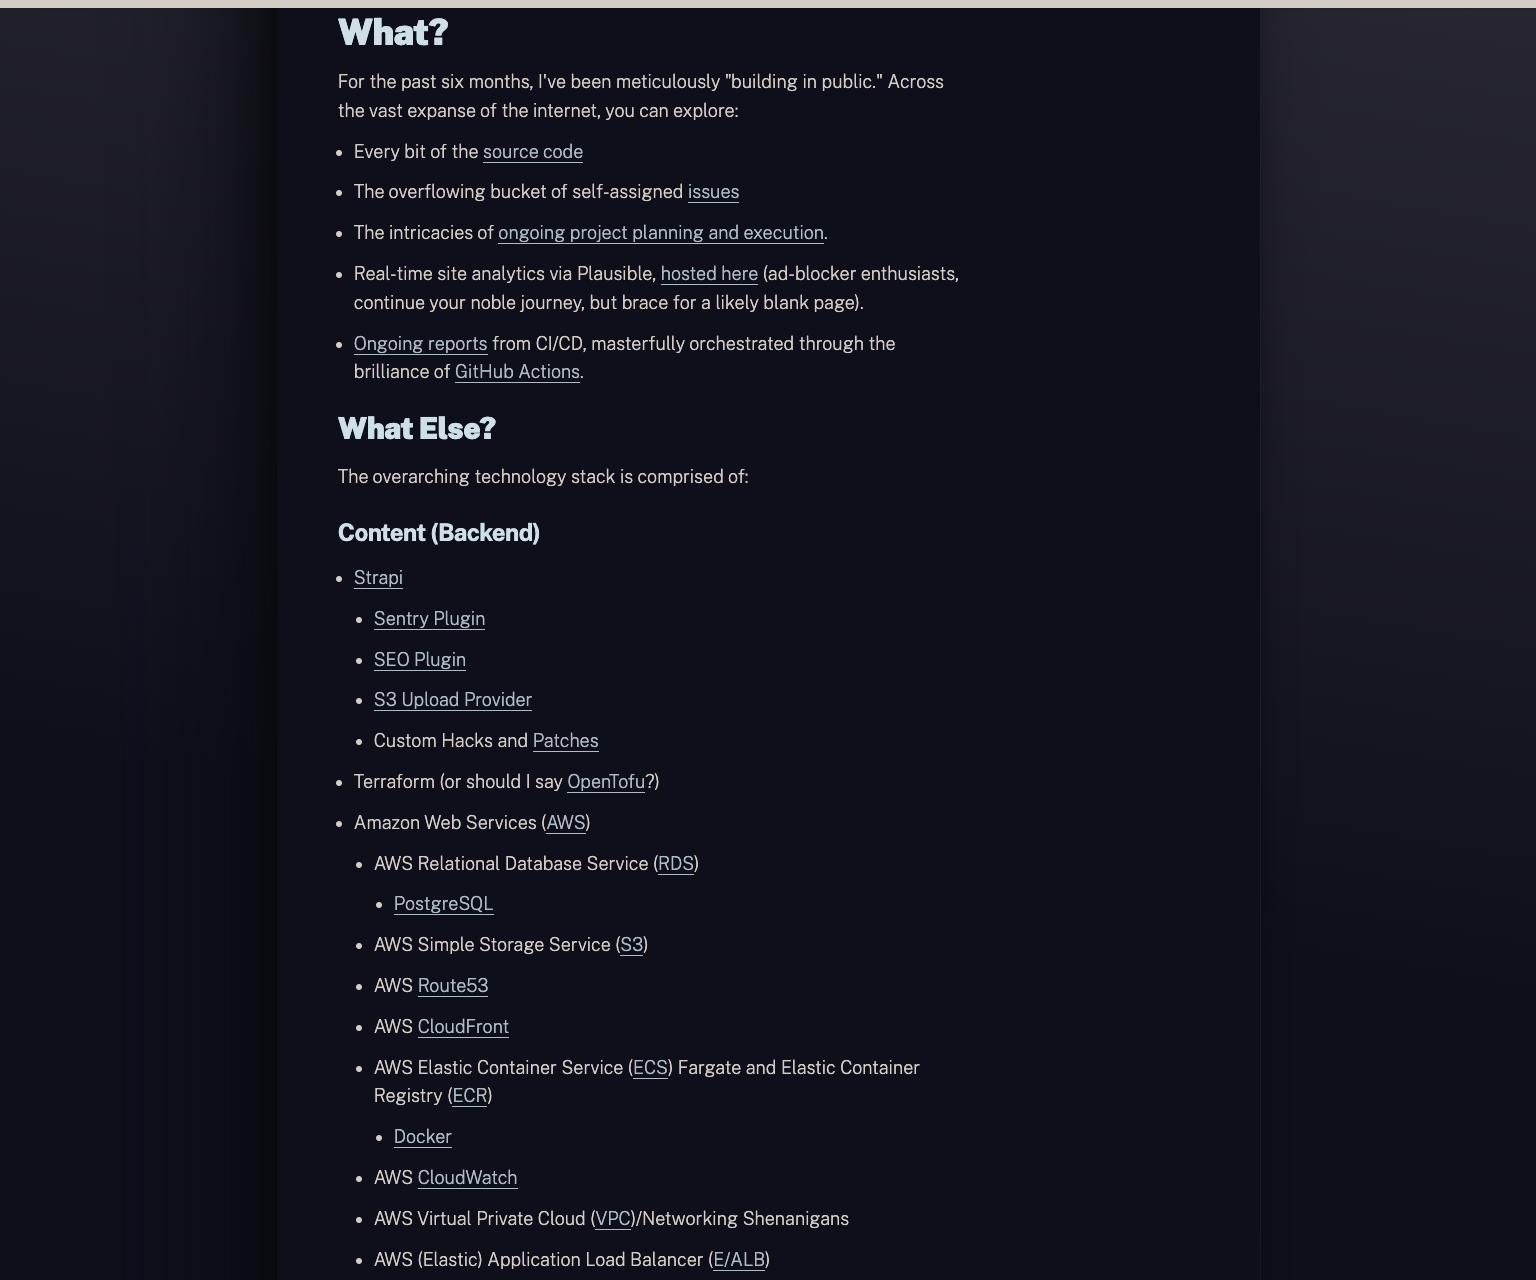 What?
For the past six months, I've been meticulously "building in public." Across
the vast expanse of the internet, you can explore:
• Every bit of the source code
• The overflowing bucket of self-assigned issues
• The intricacies of ongoing project planning and execution.
• Real-time site analytics via Plausible, hosted here (ad-blocker enthusiasts,
continue your noble journey, but brace for a likely blank page).
• Ongoing reports from CI/CD, masterfully orchestrated through the
brilliance of GitHub Actions.
What Else?
The overarching technology stack is comprised of:
Content (Backend)
• Strapi
• Sentry Plugin
• SEO Plugin
• S3 Upload Provider
• Custom Hacks and Patches
• Terraform (or should I say OpenTofu?)
• Amazon Web Services (AWS)
• AWS Relational Database Service (RDS)
• PostgreSQL
• AWS Simple Storage Service (S3)
• AWS Route53
• AWS CloudFront
• AWS Elastic Container Service (ECS) Fargate and Elastic Container
Registry (ECR)
• Docker
• AWS CloudWatch
• AWS Virtual Private Cloud (VPC)/Networking Shenanigans
• AWS (Elastic) Application Load Balancer (E/ALB)